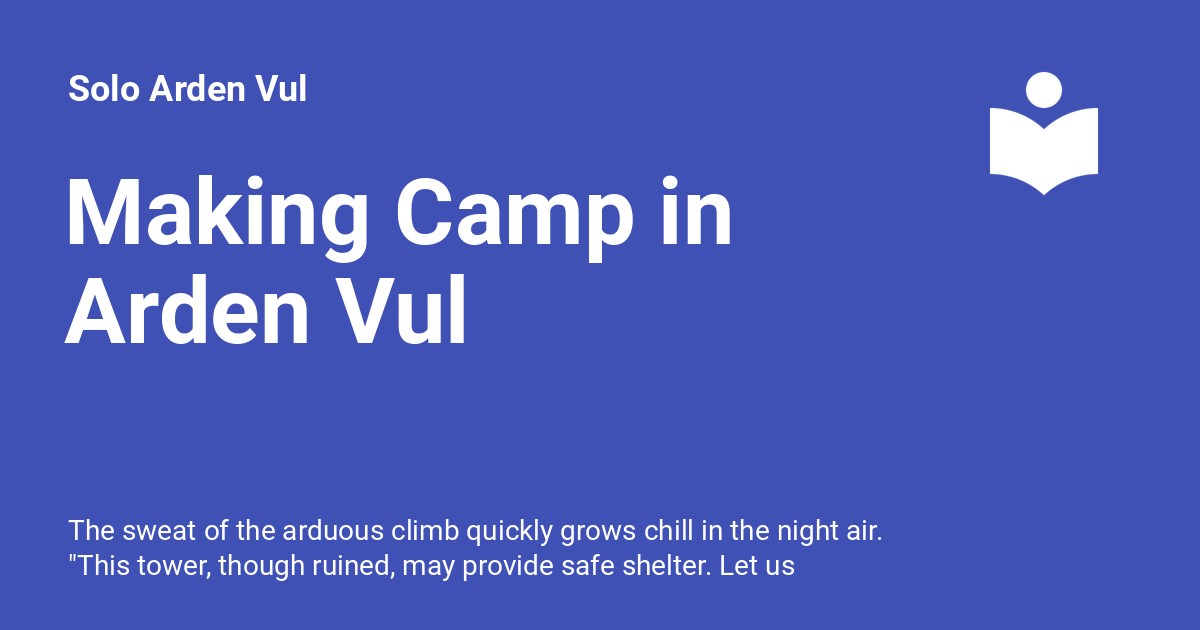 Solo Arden Vul
Making Camp in
Arden Vul
The sweat of the arduous climb quickly grows chill in the night air.
"This tower, though ruined, may provide safe shelter. Let us